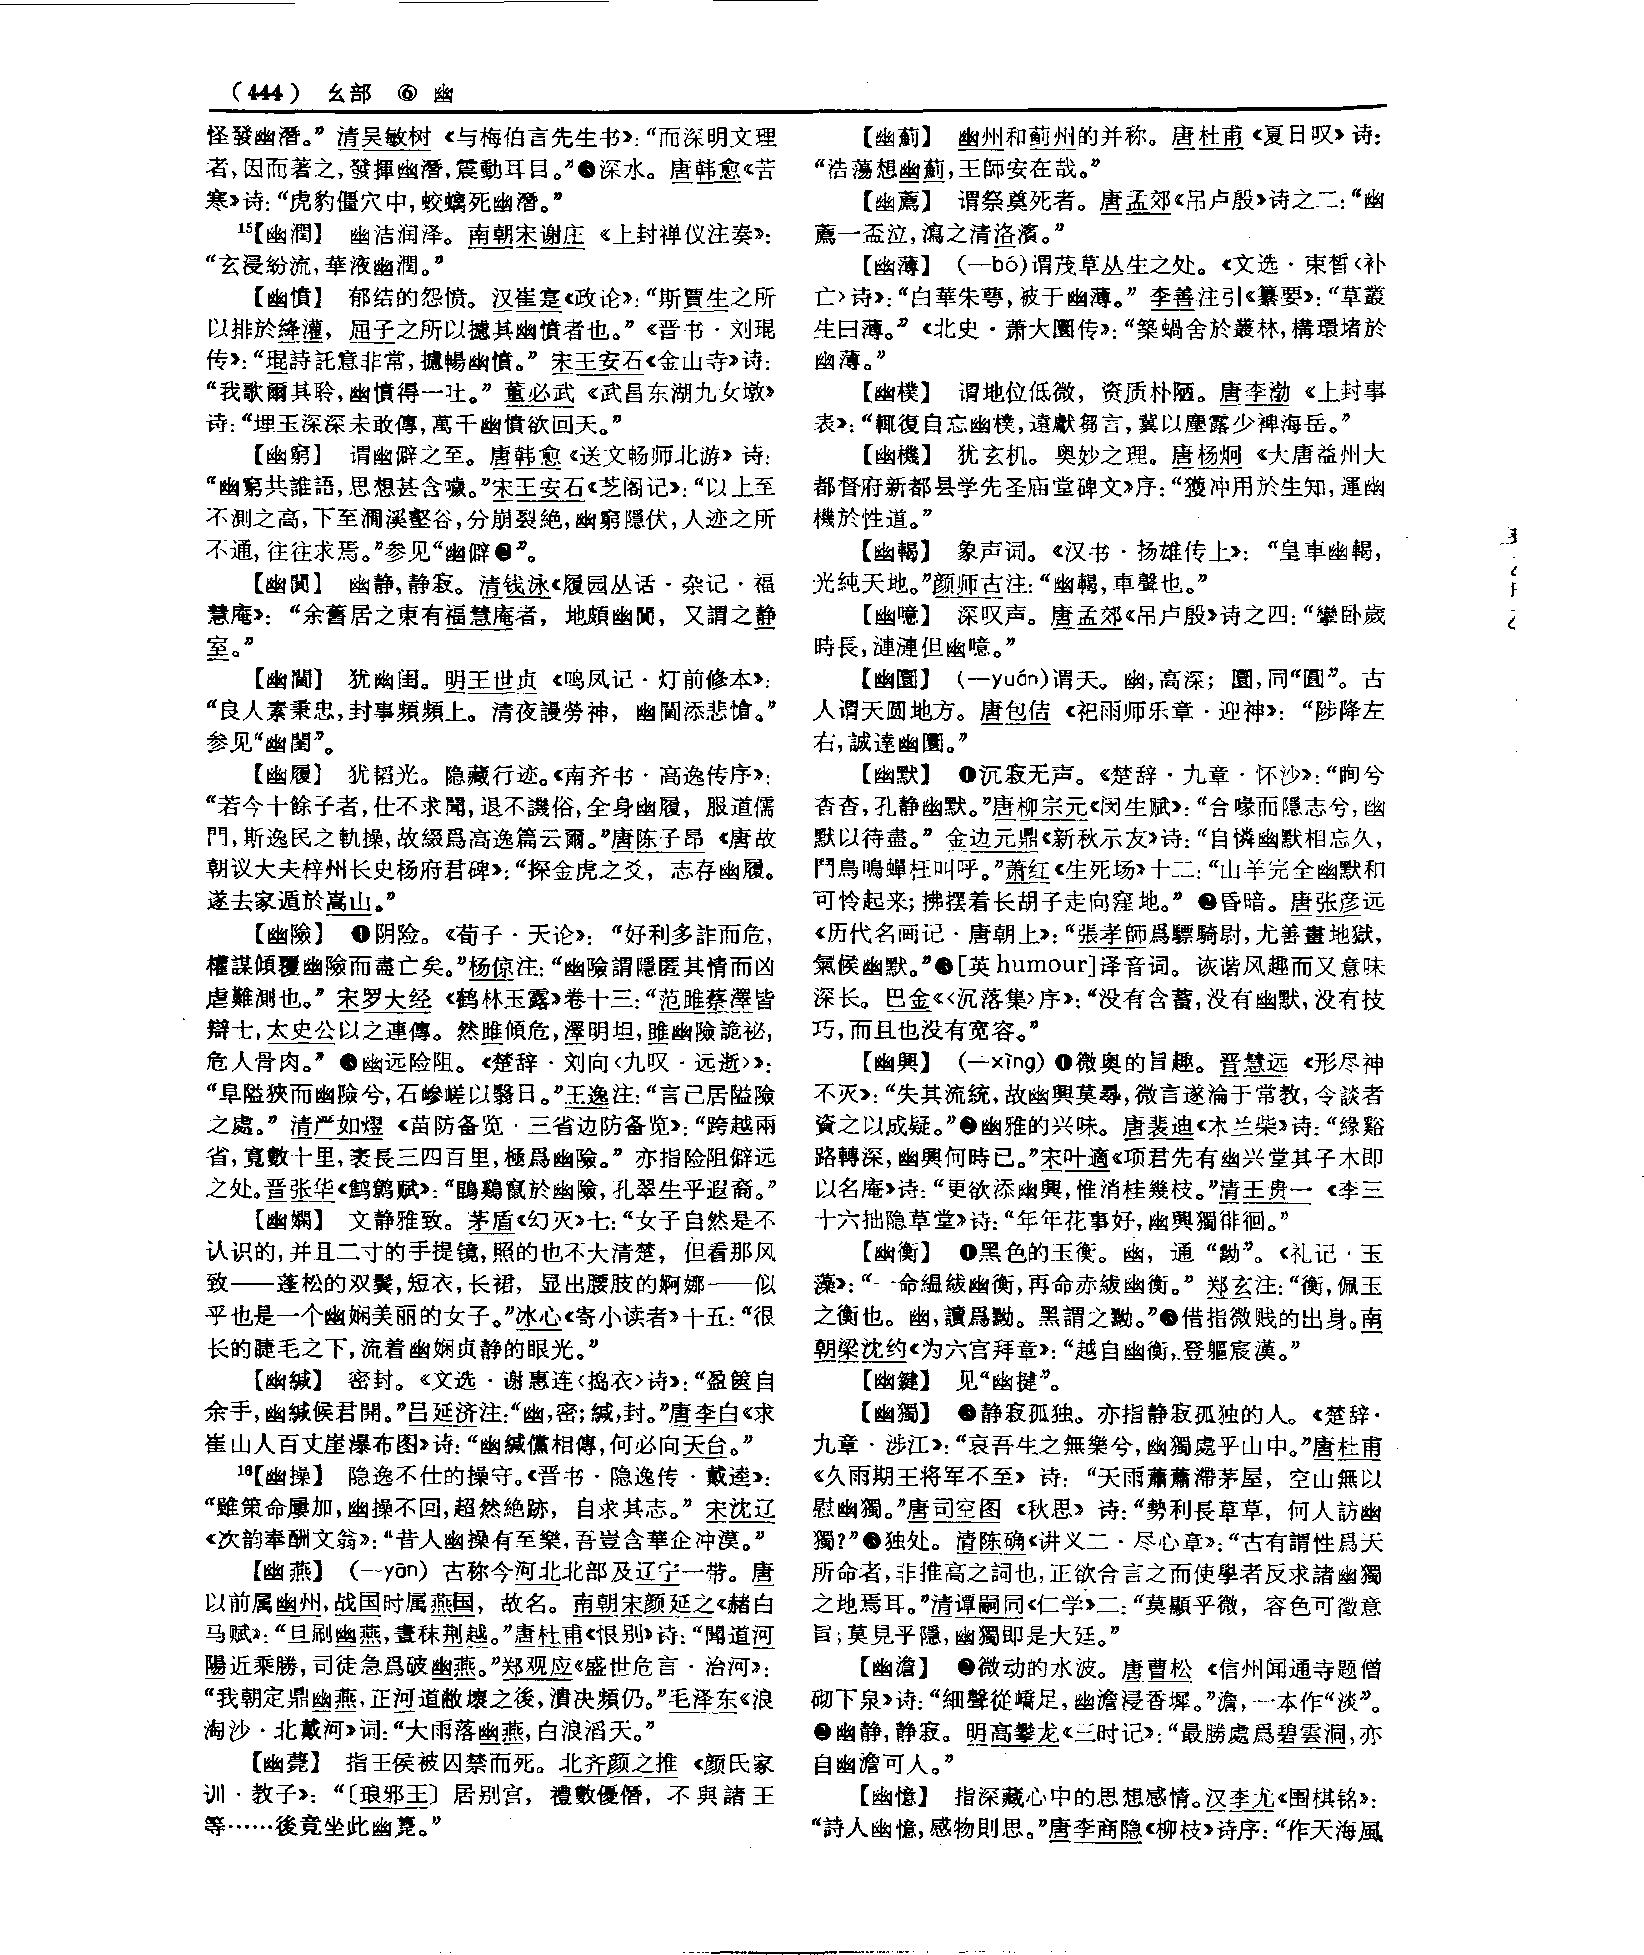 (444) 幺部 ⑥ 幽
怪發幽潛。” 清吴敏树《与梅伯言先生书》：“而深明文理
者，因而著之，發揮幽潛，震動耳目。”❸深水。唐韩愈《苦
寒》诗：“虎豹僵穴中，蛟螭死幽潛。”
15【幽潤】 幽洁润泽。南朝宋谢庄《上封禅仪注奏》：
“玄浸紛流，華液幽潤。”
【幽憤】 郁结的怨愤。汉崔寔《政论》：“斯賈生之所
以排於絳灌，屈子之所以攄其幽憤者也。”《晋书·刘琨
传》：“琨詩託意非常，攄暢幽憤。” 宋王安石《金山寺》诗：
“我歌爾其聆，幽憤得一吐。” 董必武《武昌东湖九女墩》
诗：“埋玉深深未敢傳，萬千幽憤欲回天。”
【幽窮】 谓幽僻之至。唐韩愈《送文畅师北游》诗：
“幽窮共誰語，思想甚含噦。”宋王安石《芝阁记》：“以上至
不測之高，下至澗溪壑谷，分崩裂絶，幽窮隱伏，人迹之所
不通，往往求焉。”参见“幽僻❷”。
【幽閴】 幽静，静寂。清钱泳《履园丛话·杂记·福
慧庵》：“余舊居之東有福慧庵者，地頗幽閴，又謂之静
室。”
【幽閫】 犹幽闺。明王世贞《鸣凤记·灯前修本》：
“良人素秉忠，封事頻頻上。清夜謾勞神，幽閫添悲愴。”
参见“幽閨”。
【幽履】 犹韬光。隐藏行迹。《南齐书·高逸传序》：
“若今十餘子者，仕不求聞，退不譏俗，全身幽履，服道儒
門，斯逸民之軌操，故綴爲高逸篇云爾。”唐陈子昂《唐故
朝议大夫梓州长史杨府君碑》：“探金虎之爻，志存幽履。
遂去家遁於嵩山。”
【幽險】 ❶阴险。《荀子·天论》：“好利多詐而危，
權謀傾覆幽險而盡亡矣。”杨倞注：“幽險謂隱匿其情而凶
虐難測也。” 宋罗大经《鹤林玉露》卷十三：“范雎蔡澤皆
辯士，太史公以之連傳。然雎傾危，澤明坦，雎幽險詭祕，
危人骨肉。” ❷幽远险阻。《楚辞·刘向〈九叹·远逝〉》：
“阜隘狹而幽險兮，石嵾嵯以翳日。”王逸注：“言己居隘險
之處。” 清严如熤《苗防备览·三省边防备览》：“跨越兩
省，寬數十里，袤長三四百里，極爲幽險。” 亦指险阻僻远
之处。晋张华《鹪鹩赋》：“鵾鷄竄於幽險，孔翠生乎遐裔。”
【幽嫻】 文静雅致。茅盾《幻灭》七：“女子自然是不
认识的，并且二寸的手提镜，照的也不大清楚，但看那风
致——蓬松的双鬓，短衣，长裙，显出腰肢的婀娜——似
乎也是一个幽娴美丽的女子。”冰心《寄小读者》十五：“很
长的睫毛之下，流着幽娴贞静的眼光。”
【幽緘】 密封。《文选·谢惠连〈捣衣〉诗》：“盈篋自
余手，幽緘俟君開。”吕延济注：“幽，密；緘，封。”唐李白《求
崔山人百丈崖瀑布图》诗：“幽緘儻相傳，何必向天台。”
16【幽操】 隐逸不仕的操守。《晋书·隐逸传·戴逵》：
“雖策命屢加，幽操不回，超然絶跡，自求其志。” 宋沈辽
《次韵奉酬文翁》：“昔人幽操有至樂，吾豈含華企冲漠。”
【幽燕】 (—yān) 古称今河北北部及辽宁一带。唐
以前属幽州，战国时属燕国，故名。南朝宋颜延之《赭白
马赋》：“旦刷幽燕，晝秣荆越。”唐杜甫《恨别》诗：“聞道河
陽近乘勝，司徒急爲破幽燕。”郑观应《盛世危言·治河》：
“我朝定鼎幽燕，正河道敝壞之後，潰决頻仍。”毛泽东《浪
淘沙·北戴河》词：“大雨落幽燕，白浪滔天。”
【幽薨】 指王侯被囚禁而死。北齐颜之推《颜氏家
训·教子》：“〔琅邪王〕居别宫，禮數優僭，不與諸王
等……後竟坐此幽薨。”
【幽薊】 幽州和蓟州的并称。唐杜甫《夏日叹》诗：
“浩蕩想幽薊，王師安在哉。”
【幽薦】 谓祭奠死者。唐孟郊《吊卢殷》诗之二：“幽
薦一盃泣，瀉之清洛濱。”
【幽薄】 (—bó)谓茂草丛生之处。《文选·束皙〈补
亡〉诗》：“白華朱萼，被于幽薄。” 李善注引《纂要》：“草叢
生曰薄。”《北史·萧大圜传》：“築蝸舍於叢林，構環堵於
幽薄。”
【幽樸】 谓地位低微，资质朴陋。唐李渤《上封事
表》：“輒復自忘幽樸，遠獻芻言，冀以塵露少裨海岳。”
【幽機】 犹玄机。奥妙之理。唐杨炯《大唐益州大
都督府新都县学先圣庙堂碑文》序：“獲冲用於生知，運幽
機於性道。”
【幽輵】 象声词。《汉书·扬雄传上》：“皇車幽輵，
光純天地。”颜师古注：“幽輵，車聲也。”
【幽噫】 深叹声。唐孟郊《吊卢殷》诗之四：“孿卧歲
時長，漣漣但幽噫。”
【幽圜】 (—yuán)谓天。幽，高深；圜，同“圓”。古
人谓天圆地方。唐包佶《祀雨师乐章·迎神》：“陟降左
右，誠達幽圜。”
【幽默】 ❶沉寂无声。《楚辞·九章·怀沙》：“眴兮
杳杳，孔静幽默。”唐柳宗元《闵生赋》：“合喙而隱志兮，幽
默以待盡。” 金边元鼎《新秋示友》诗：“自憐幽默相忘久，
鬥鳥鳴蟬枉叫呼。”萧红《生死场》十二：“山羊完全幽默和
可怜起来；拂摆着长胡子走向窪地。” ❷昏暗。唐张彦远
《历代名画记·唐朝上》：“張孝師爲驃騎尉，尤善畫地獄，
氣候幽默。”❸[英humour]译音词。诙谐风趣而又意味
深长。巴金《〈沉落集〉序》：“没有含蓄，没有幽默，没有技
巧，而且也没有宽容。”
【幽興】 (—xìng) ❶微奥的旨趣。晋慧远《形尽神
不灭》：“失其流统，故幽興莫尋，微言遂淪于常教，令談者
資之以成疑。”❷幽雅的兴味。唐裴迪《木兰柴》诗：“緣谿
路轉深，幽興何時已。”宋叶適《项君先有幽兴堂其子木即
以名庵》诗：“更欲添幽興，惟消桂幾枝。”清王贵一《李三
十六拙隐草堂》诗：“年年花事好，幽興獨徘徊。”
【幽衡】 ❶黑色的玉衡。幽，通“黝”。《礼记·玉
藻》：“一命緼紱幽衡，再命赤紱幽衡。” 郑玄注：“衡，佩玉
之衡也。幽，讀爲黝。黑謂之黝。”❷借指微贱的出身。南
朝梁沈约《为六宫拜章》：“越自幽衡，登軀宸漢。”
【幽鍵】 见“幽揵”。
【幽獨】 ❶静寂孤独。亦指静寂孤独的人。《楚辞·
九章·涉江》：“哀吾生之無樂兮，幽獨處乎山中。”唐杜甫
《久雨期王将军不至》诗：“天雨蕭蕭滯茅屋，空山無以
慰幽獨。”唐司空图《秋思》诗：“勢利長草草，何人訪幽
獨？”❷独处。清陈确《讲义二·尽心章》：“古有謂性爲天
所命者，非推高之詞也，正欲合言之而使學者反求諸幽獨
之地焉耳。”清谭嗣同《仁学》二：“莫顯乎微，容色可徵意
旨；莫見乎隱，幽獨即是大廷。”
【幽澹】 ❶微动的水波。唐曹松《信州闻通寺题僧
砌下泉》诗：“細聲從嶠足，幽澹浸香墀。”澹，一本作“淡”。
❷幽静，静寂。明高攀龙《三时记》：“最勝處爲碧雲洞，亦
自幽澹可人。”
【幽憶】 指深藏心中的思想感情。汉李尤《围棋铭》：
“詩人幽憶，感物則思。”唐李商隐《柳枝》诗序：“作天海風